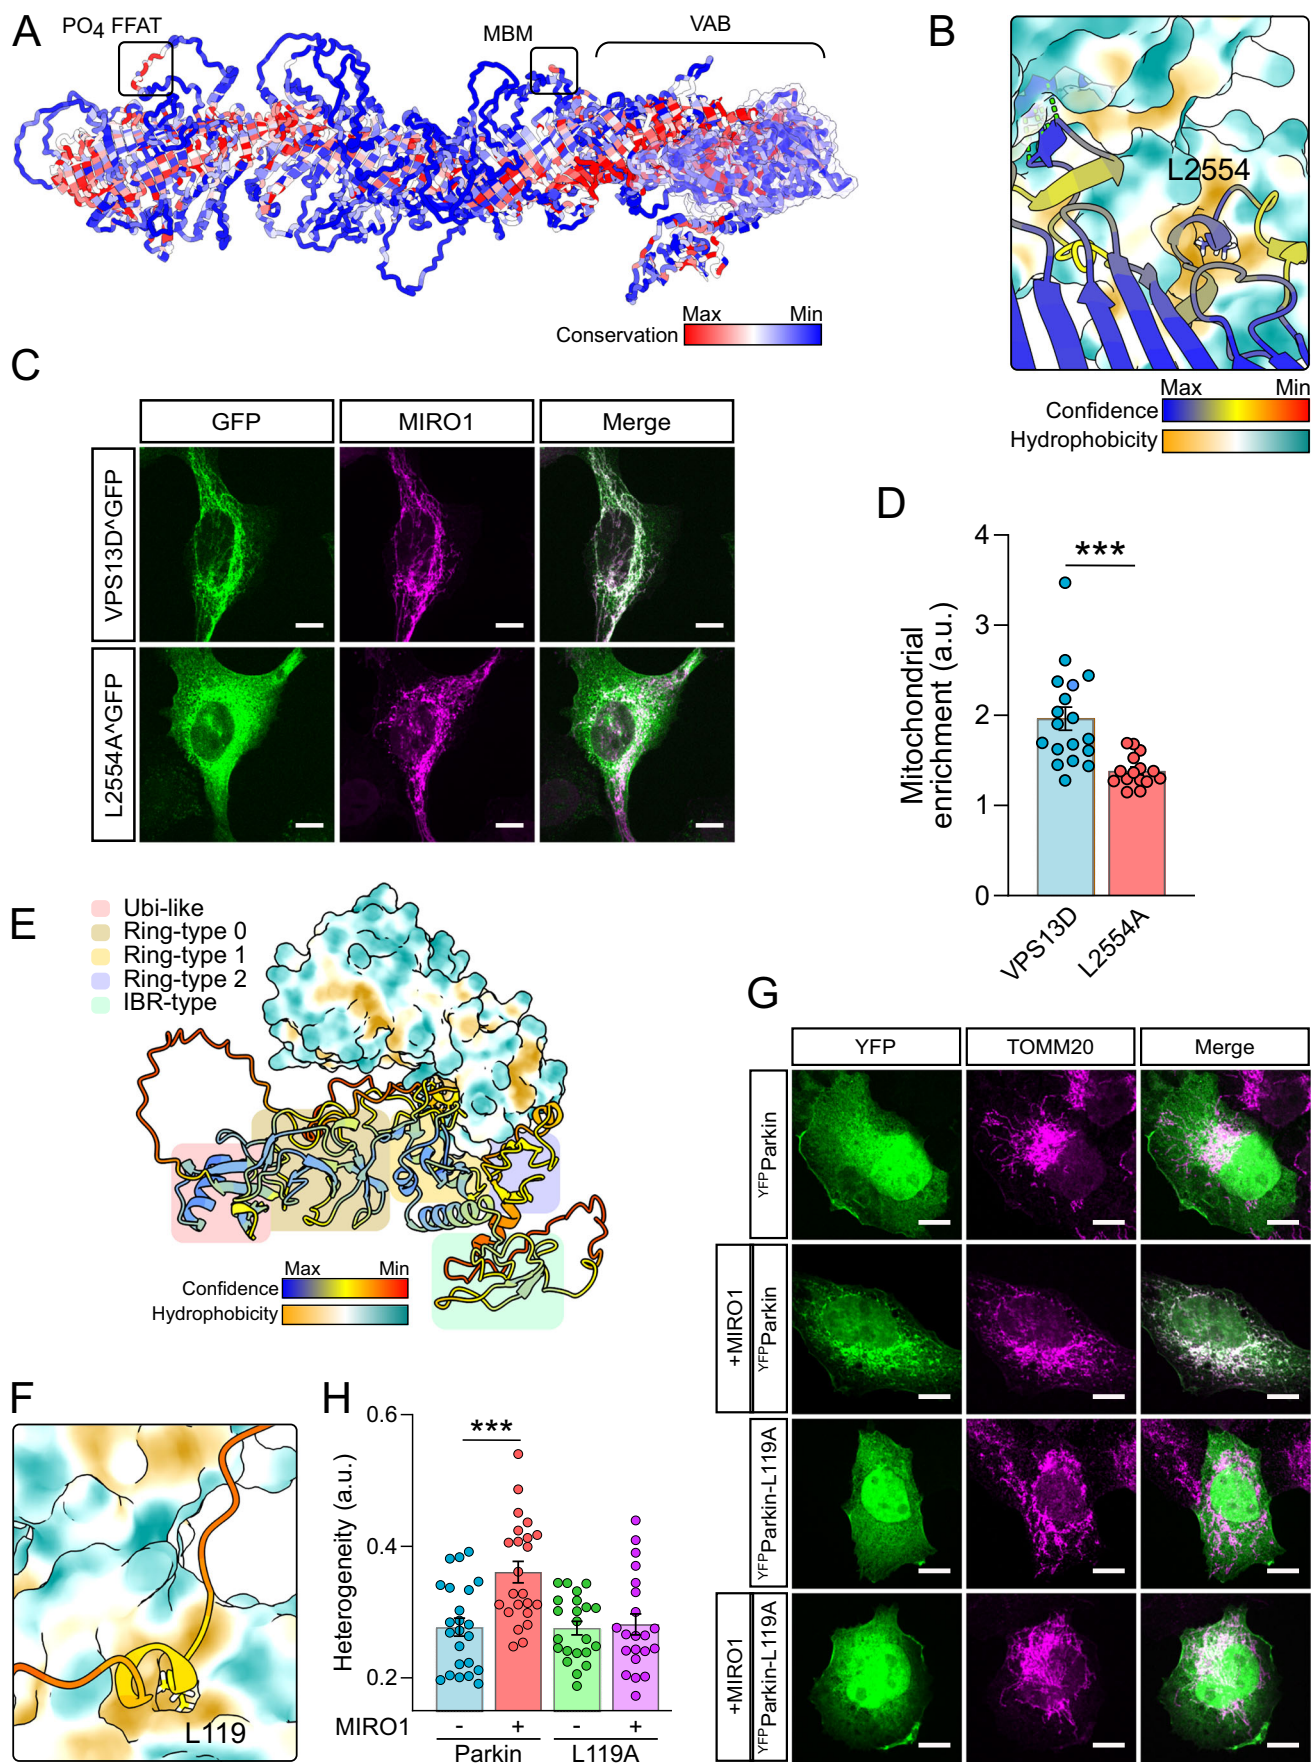 A
PO4 FFAT
MBM
VAB
Max Min
Conservation
B
L2554
Max Min
Confidence
Hydrophobicity
C
GFP MIRO1 Merge
VPS13D^GFP
L2554A^GFP
D
4
3
2
1
0
***
Mitochondrial
enrichment (a.u.)
VPS13D
L2554A
E
Ubi-like
Ring-type 0
Ring-type 1
Ring-type 2
IBR-type
Max Min
Confidence
Hydrophobicity
F
L119
G
YFP TOMM20 Merge
YFPParkin
+MIRO1
YFPParkin
YFPParkin-L119A
+MIRO1
YFPParkin-L119A
H
0.6
0.4
0.2
***
Heterogeneity (a.u.)
MIRO1 - + - +
Parkin L119A